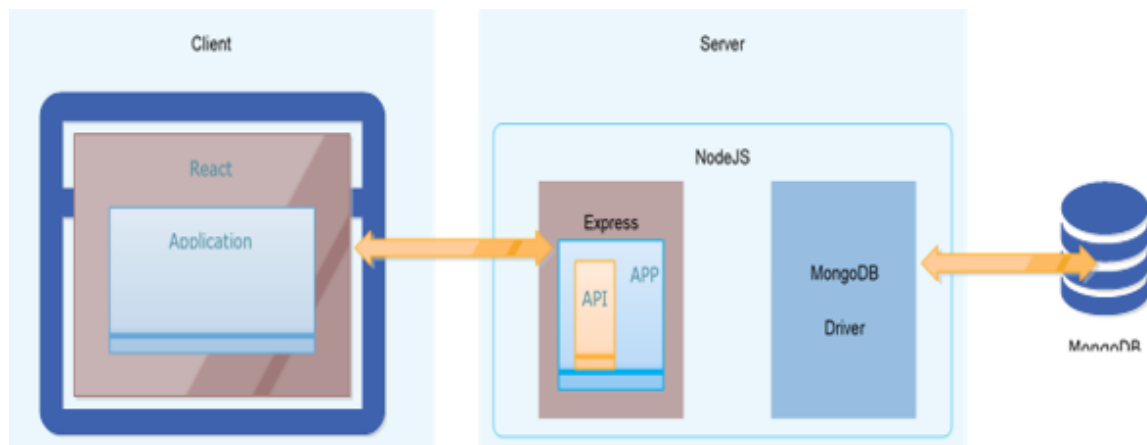 Client
React
Application
Server
NodeJS
Express
APP
API
MongoDB
Driver
MongoDB